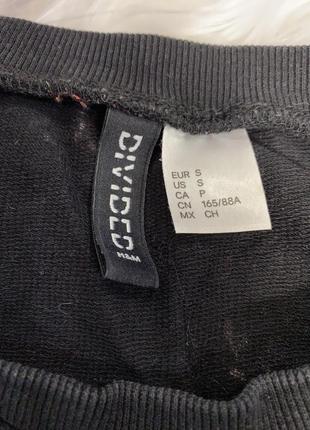 DIVIDED
H&M
EUR S
US S
CA P
CN 165/88A
MX CH